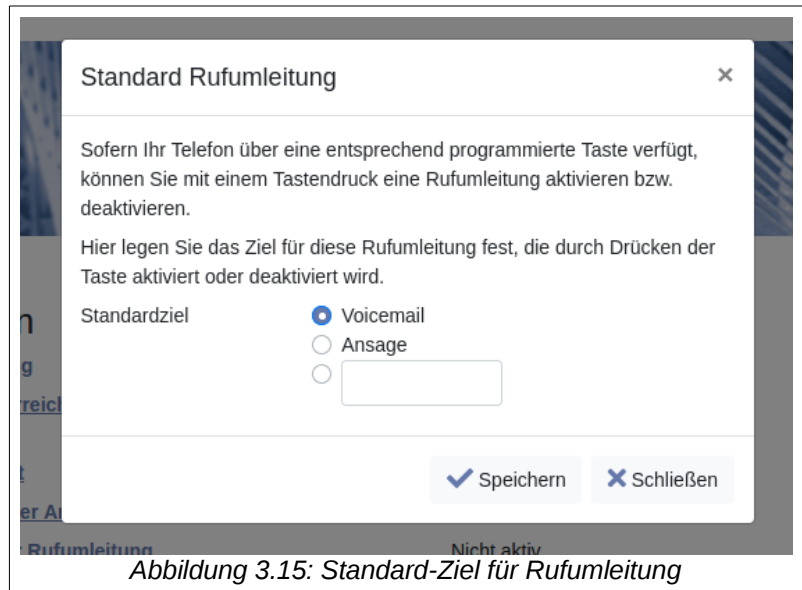 Standard Rufumleitung ×
Sofern Ihr Telefon über eine entsprechend programmierte Taste verfügt,
können Sie mit einem Tastendruck eine Rufumleitung aktivieren bzw.
deaktivieren.
Hier legen Sie das Ziel für diese Rufumleitung fest, die durch Drücken der
Taste aktiviert oder deaktiviert wird.
Standardziel Voicemail
Ansage
Speichern Schließen
Rufumleitung Nicht aktiv
Abbildung 3.15: Standard-Ziel für Rufumleitung